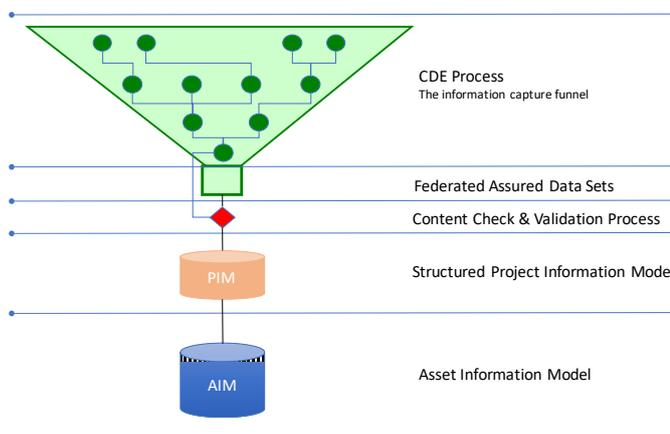 CDE Process
The information capture funnel
Federated Assured Data Sets
Content Check & Validation Process
PIM
Structured Project Information Mode
AIM
Asset Information Model